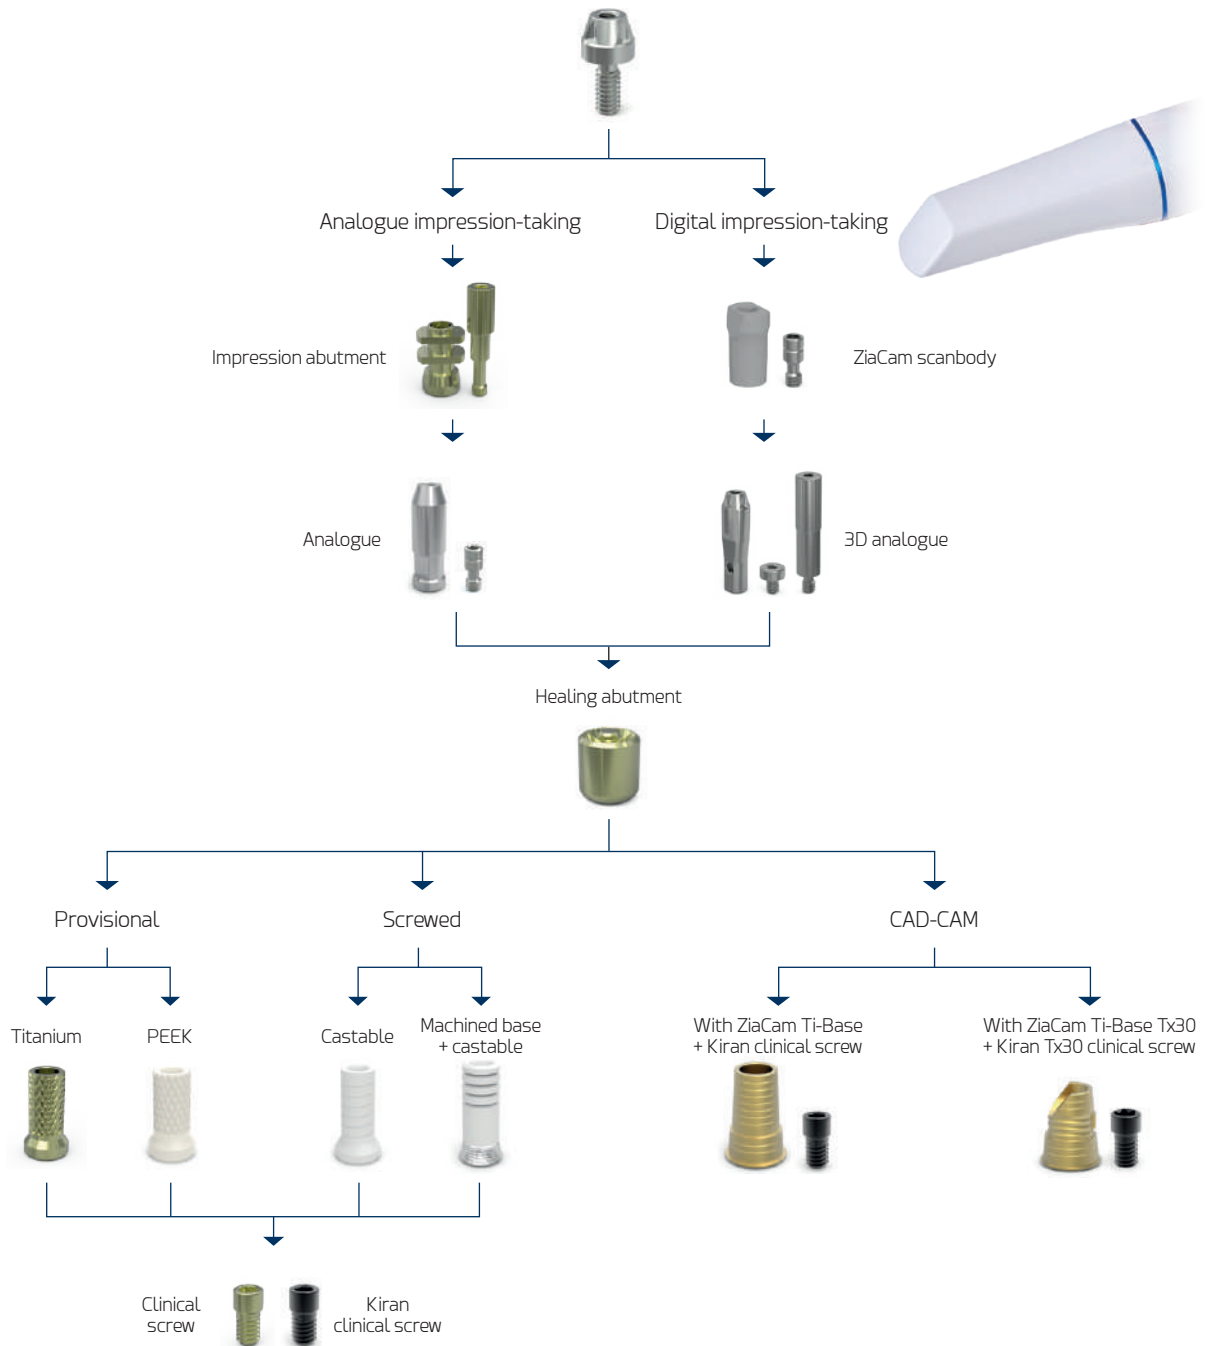 Analogue impression-taking
Digital impression-taking
Impression abutment
ZiaCam scanbody
Analogue
3D analogue
Healing abutment
Provisional
Screwed
CAD-CAM
Titanium
PEEK
Castable
Machined base
+ castable
With ZiaCam Ti-Base
+ Kiran clinical screw
With ZiaCam Ti-Base Tx30
+ Kiran Tx30 clinical screw
Clinical
screw
Kiran
clinical screw